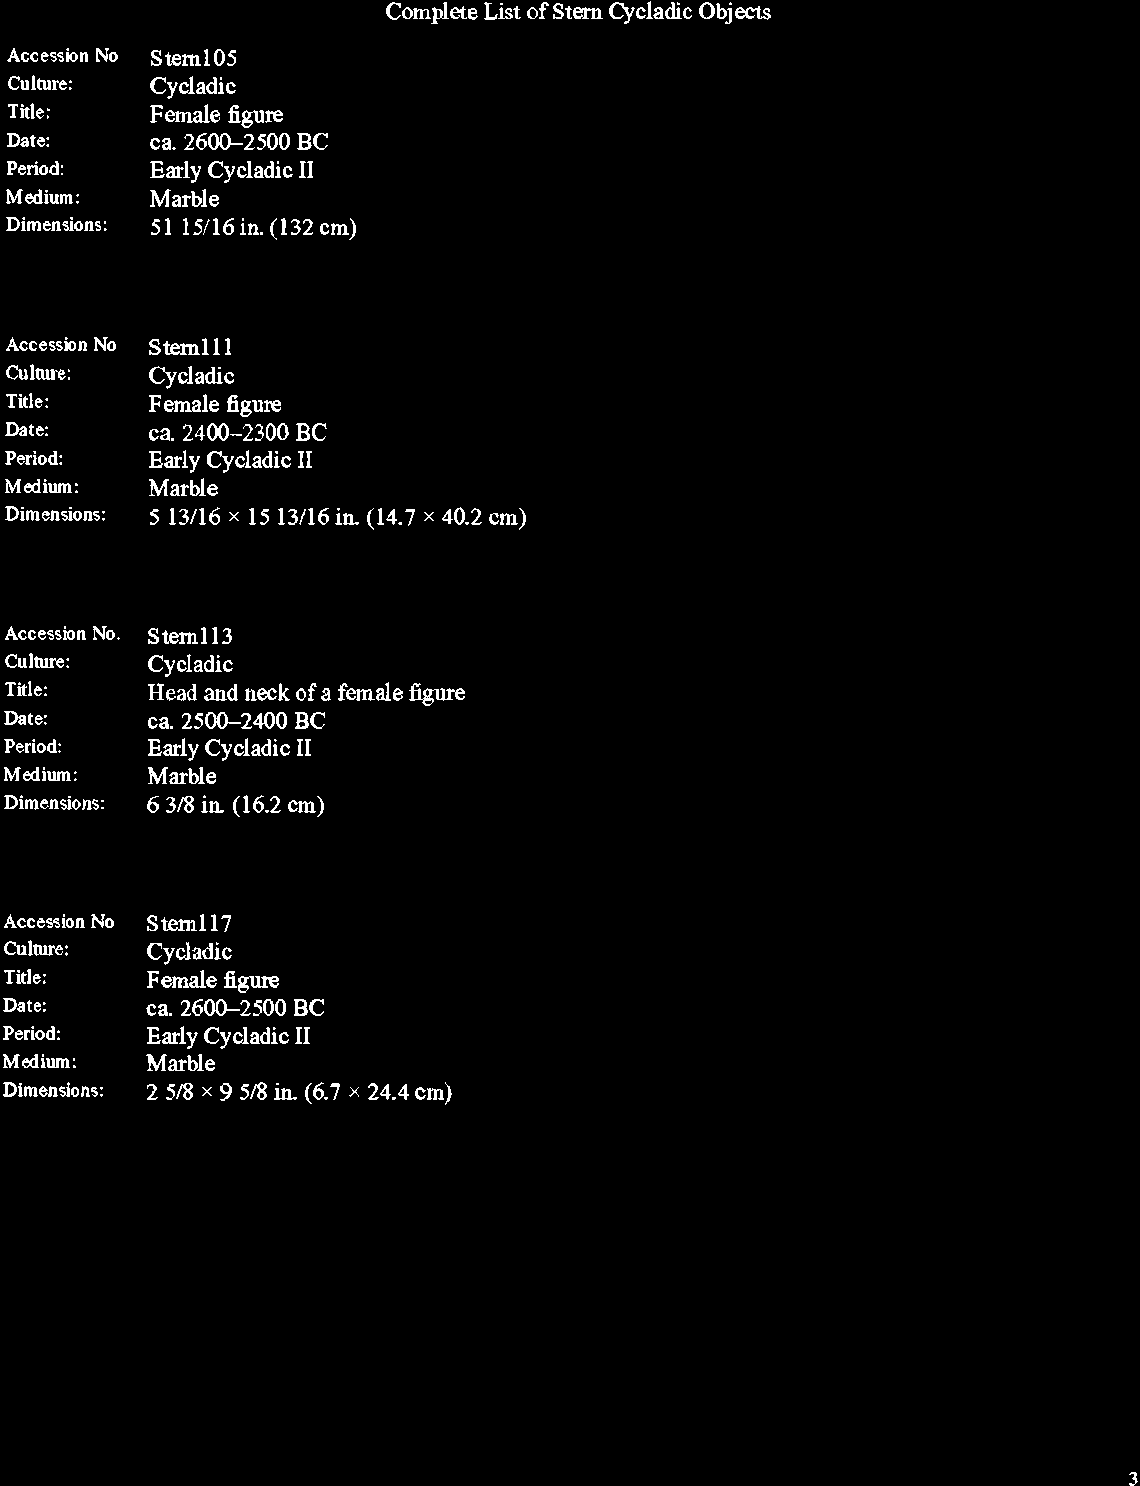 Complete List of Stern Cycladic Objects
Accession No Stern105
Culture: Cycladic
Title: Female figure
Date: ca. 2600–2500 BC
Period: Early Cycladic II
Medium: Marble
Dimensions: 51 15/16 in. (132 cm)
Accession No Stern111
Culture: Cycladic
Title: Female figure
Date: ca. 2400–2300 BC
Period: Early Cycladic II
Medium: Marble
Dimensions: 5 13/16 × 15 13/16 in. (14.7 × 40.2 cm)
Accession No. Stern113
Culture: Cycladic
Title: Head and neck of a female figure
Date: ca. 2500–2400 BC
Period: Early Cycladic II
Medium: Marble
Dimensions: 6 3/8 in. (16.2 cm)
Accession No Stern117
Culture: Cycladic
Title: Female figure
Date: ca. 2600–2500 BC
Period: Early Cycladic II
Medium: Marble
Dimensions: 2 5/8 × 9 5/8 in. (6.7 × 24.4 cm)
3